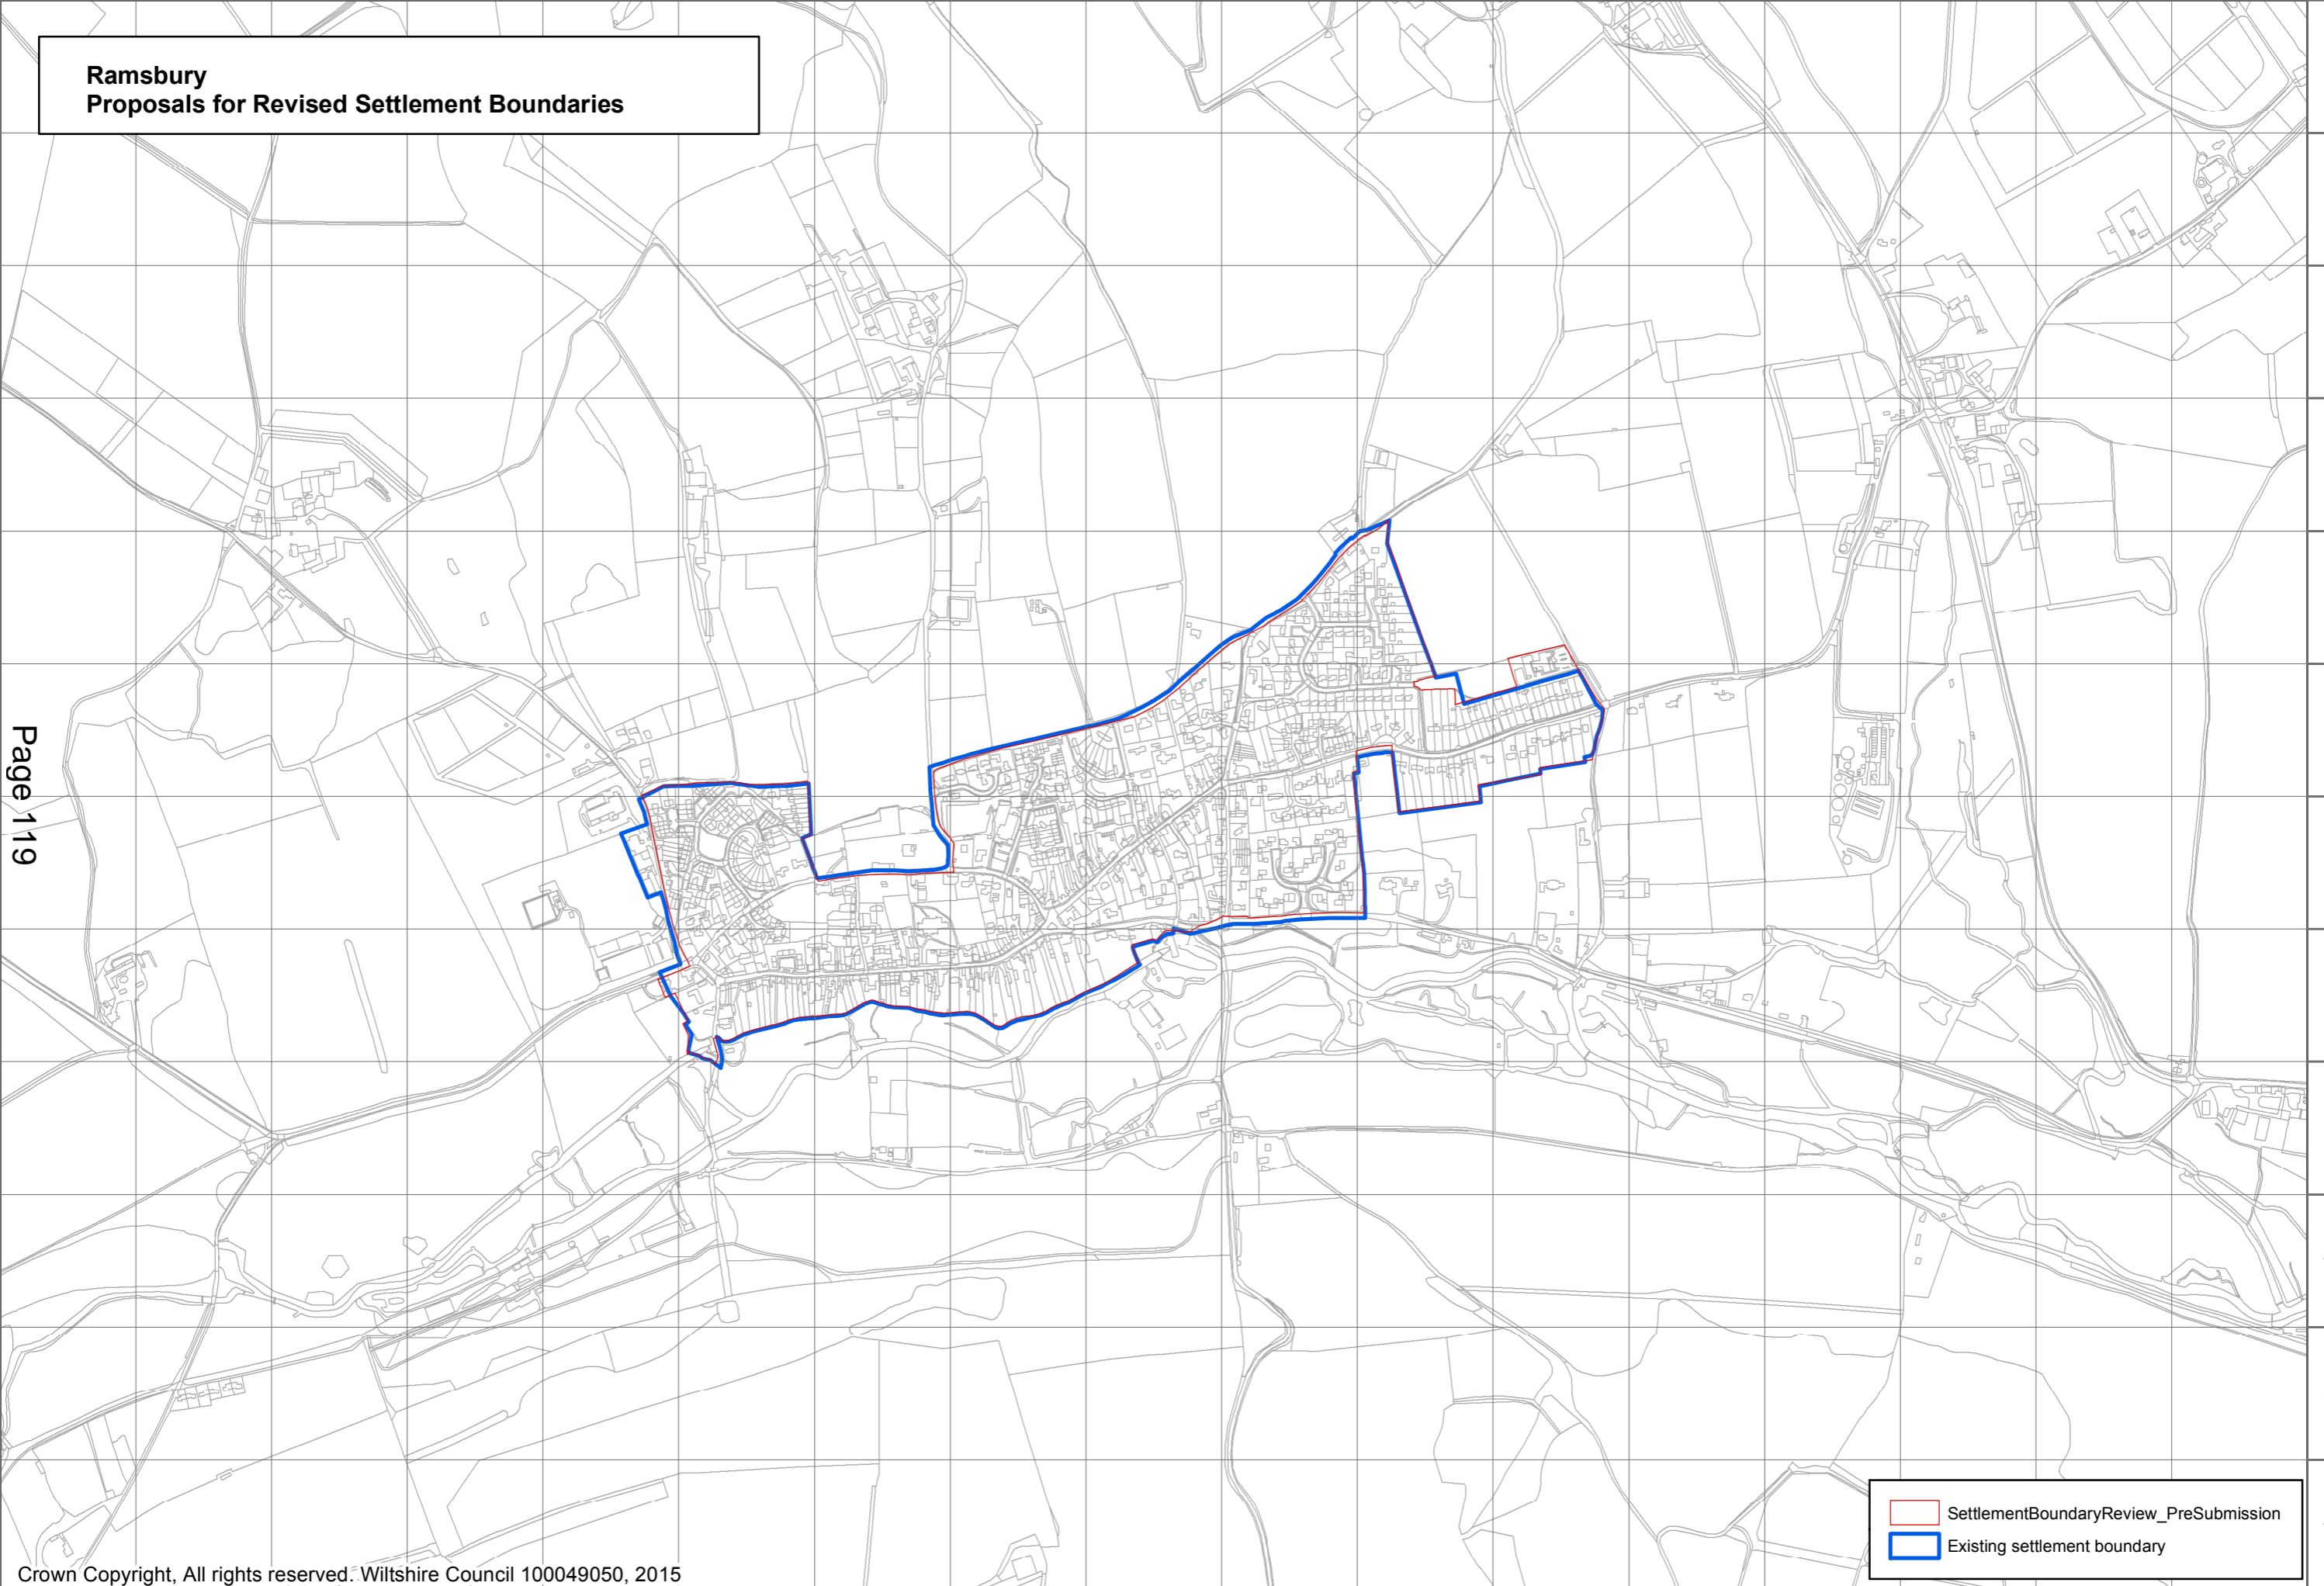 Ramsbury
Proposals for Revised Settlement Boundaries
Page 119
SettlementBoundaryReview_PreSubmission
Existing settlement boundary
Crown Copyright, All rights reserved. Wiltshire Council 100049050, 2015